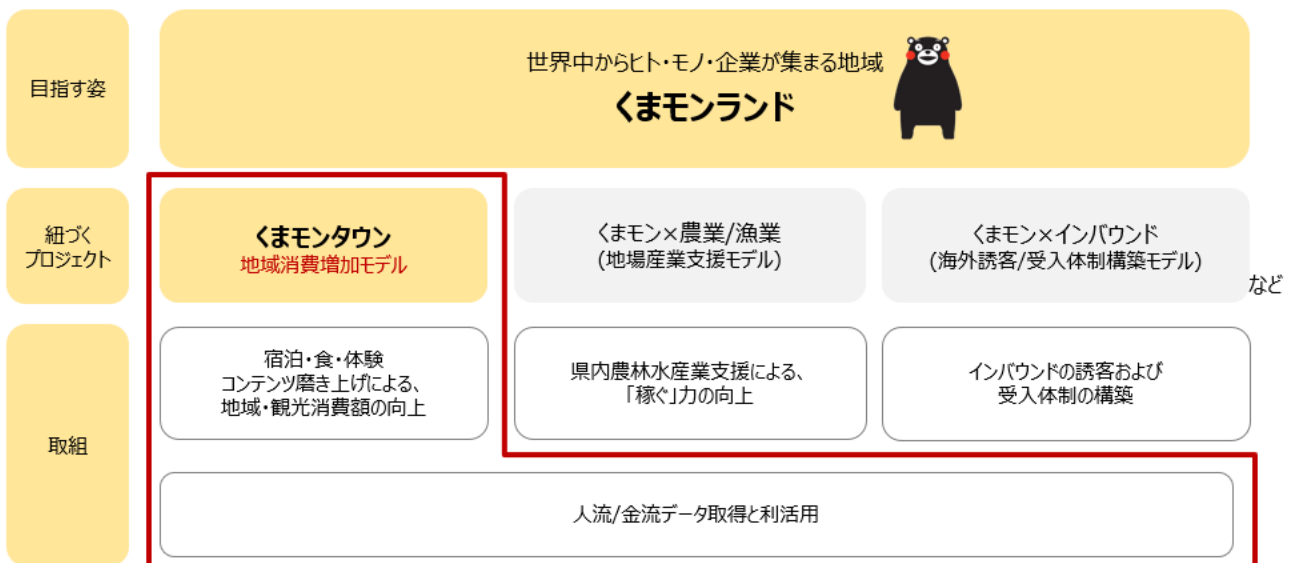 目指す姿
世界中からヒト・モノ・企業が集まる地域
くまモンランド
紐づく
プロジェクト
くまモンタウン
地域消費増加モデル
くまモン×農業/漁業
(地場産業支援モデル)
くまモン×インバウンド
(海外誘客/受入体制構築モデル)
など
取組
宿泊・食・体験
コンテンツ磨き上げによる、
地域・観光消費額の向上
県内農林水産業支援による、
「稼ぐ」力の向上
インバウンドの誘客および
受入体制の構築
人流/金流データ取得と利活用